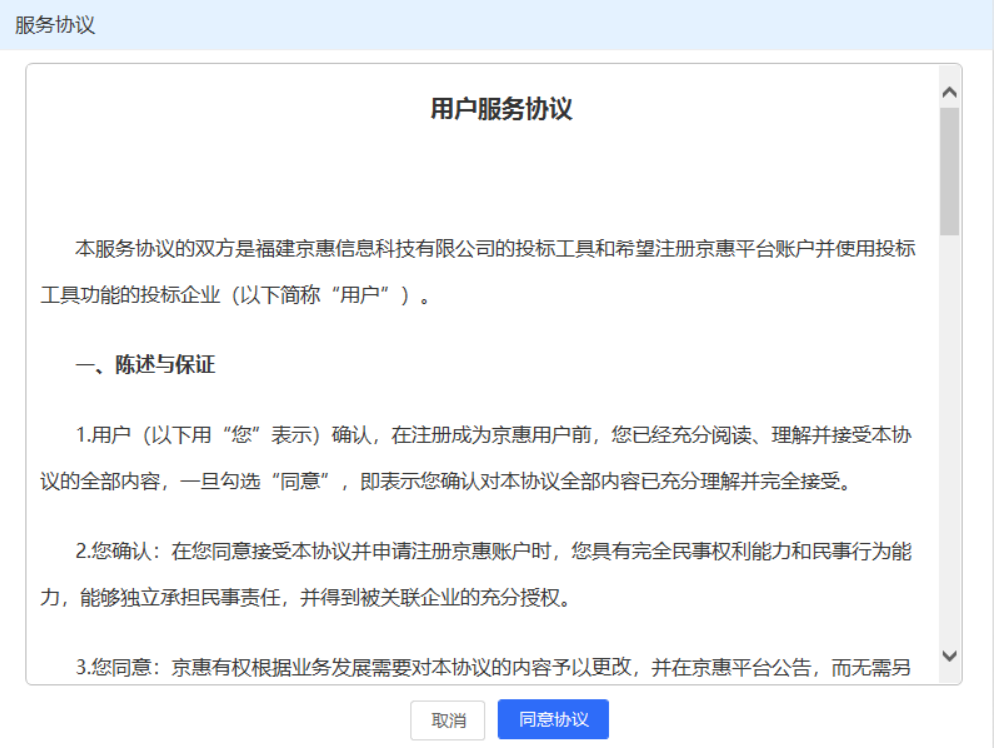 服务协议
用户服务协议
本服务协议的双方是福建京惠信息科技有限公司的投标工具和希望注册京惠平台账户并使用投标
工具功能的投标企业（以下简称“用户”）。
一、陈述与保证
1.用户（以下用“您”表示）确认，在注册成为京惠用户前，您已经充分阅读、理解并接受本协
议的全部内容，一旦勾选“同意”，即表示您确认对本协议全部内容已充分理解并完全接受。
2.您确认：在您同意接受本协议并申请注册京惠账户时，您具有完全民事权利能力和民事行为能
力，能够独立承担民事责任，并得到被关联企业的充分授权。
3.您同意：京惠有权根据业务发展需要对本协议的内容予以更改，并在京惠平台公告，而无需另
取消
同意协议